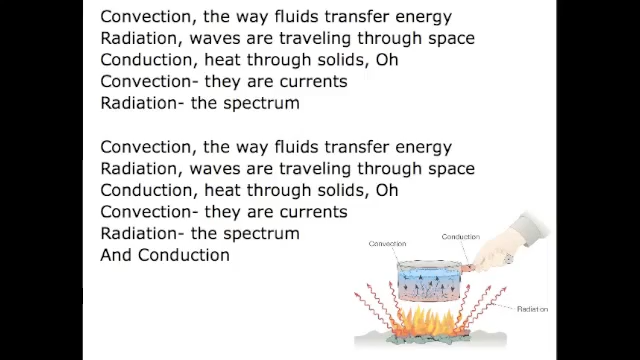 Convection, the way fluids transfer energy
Radiation, waves are traveling through space
Conduction, heat through solids, Oh
Convection- they are currents
Radiation- the spectrum
Convection, the way fluids transfer energy
Radiation, waves are traveling through space
Conduction, heat through solids, Oh
Convection- they are currents
Radiation- the spectrum
And Conduction
Conduction
Convection
Radiation